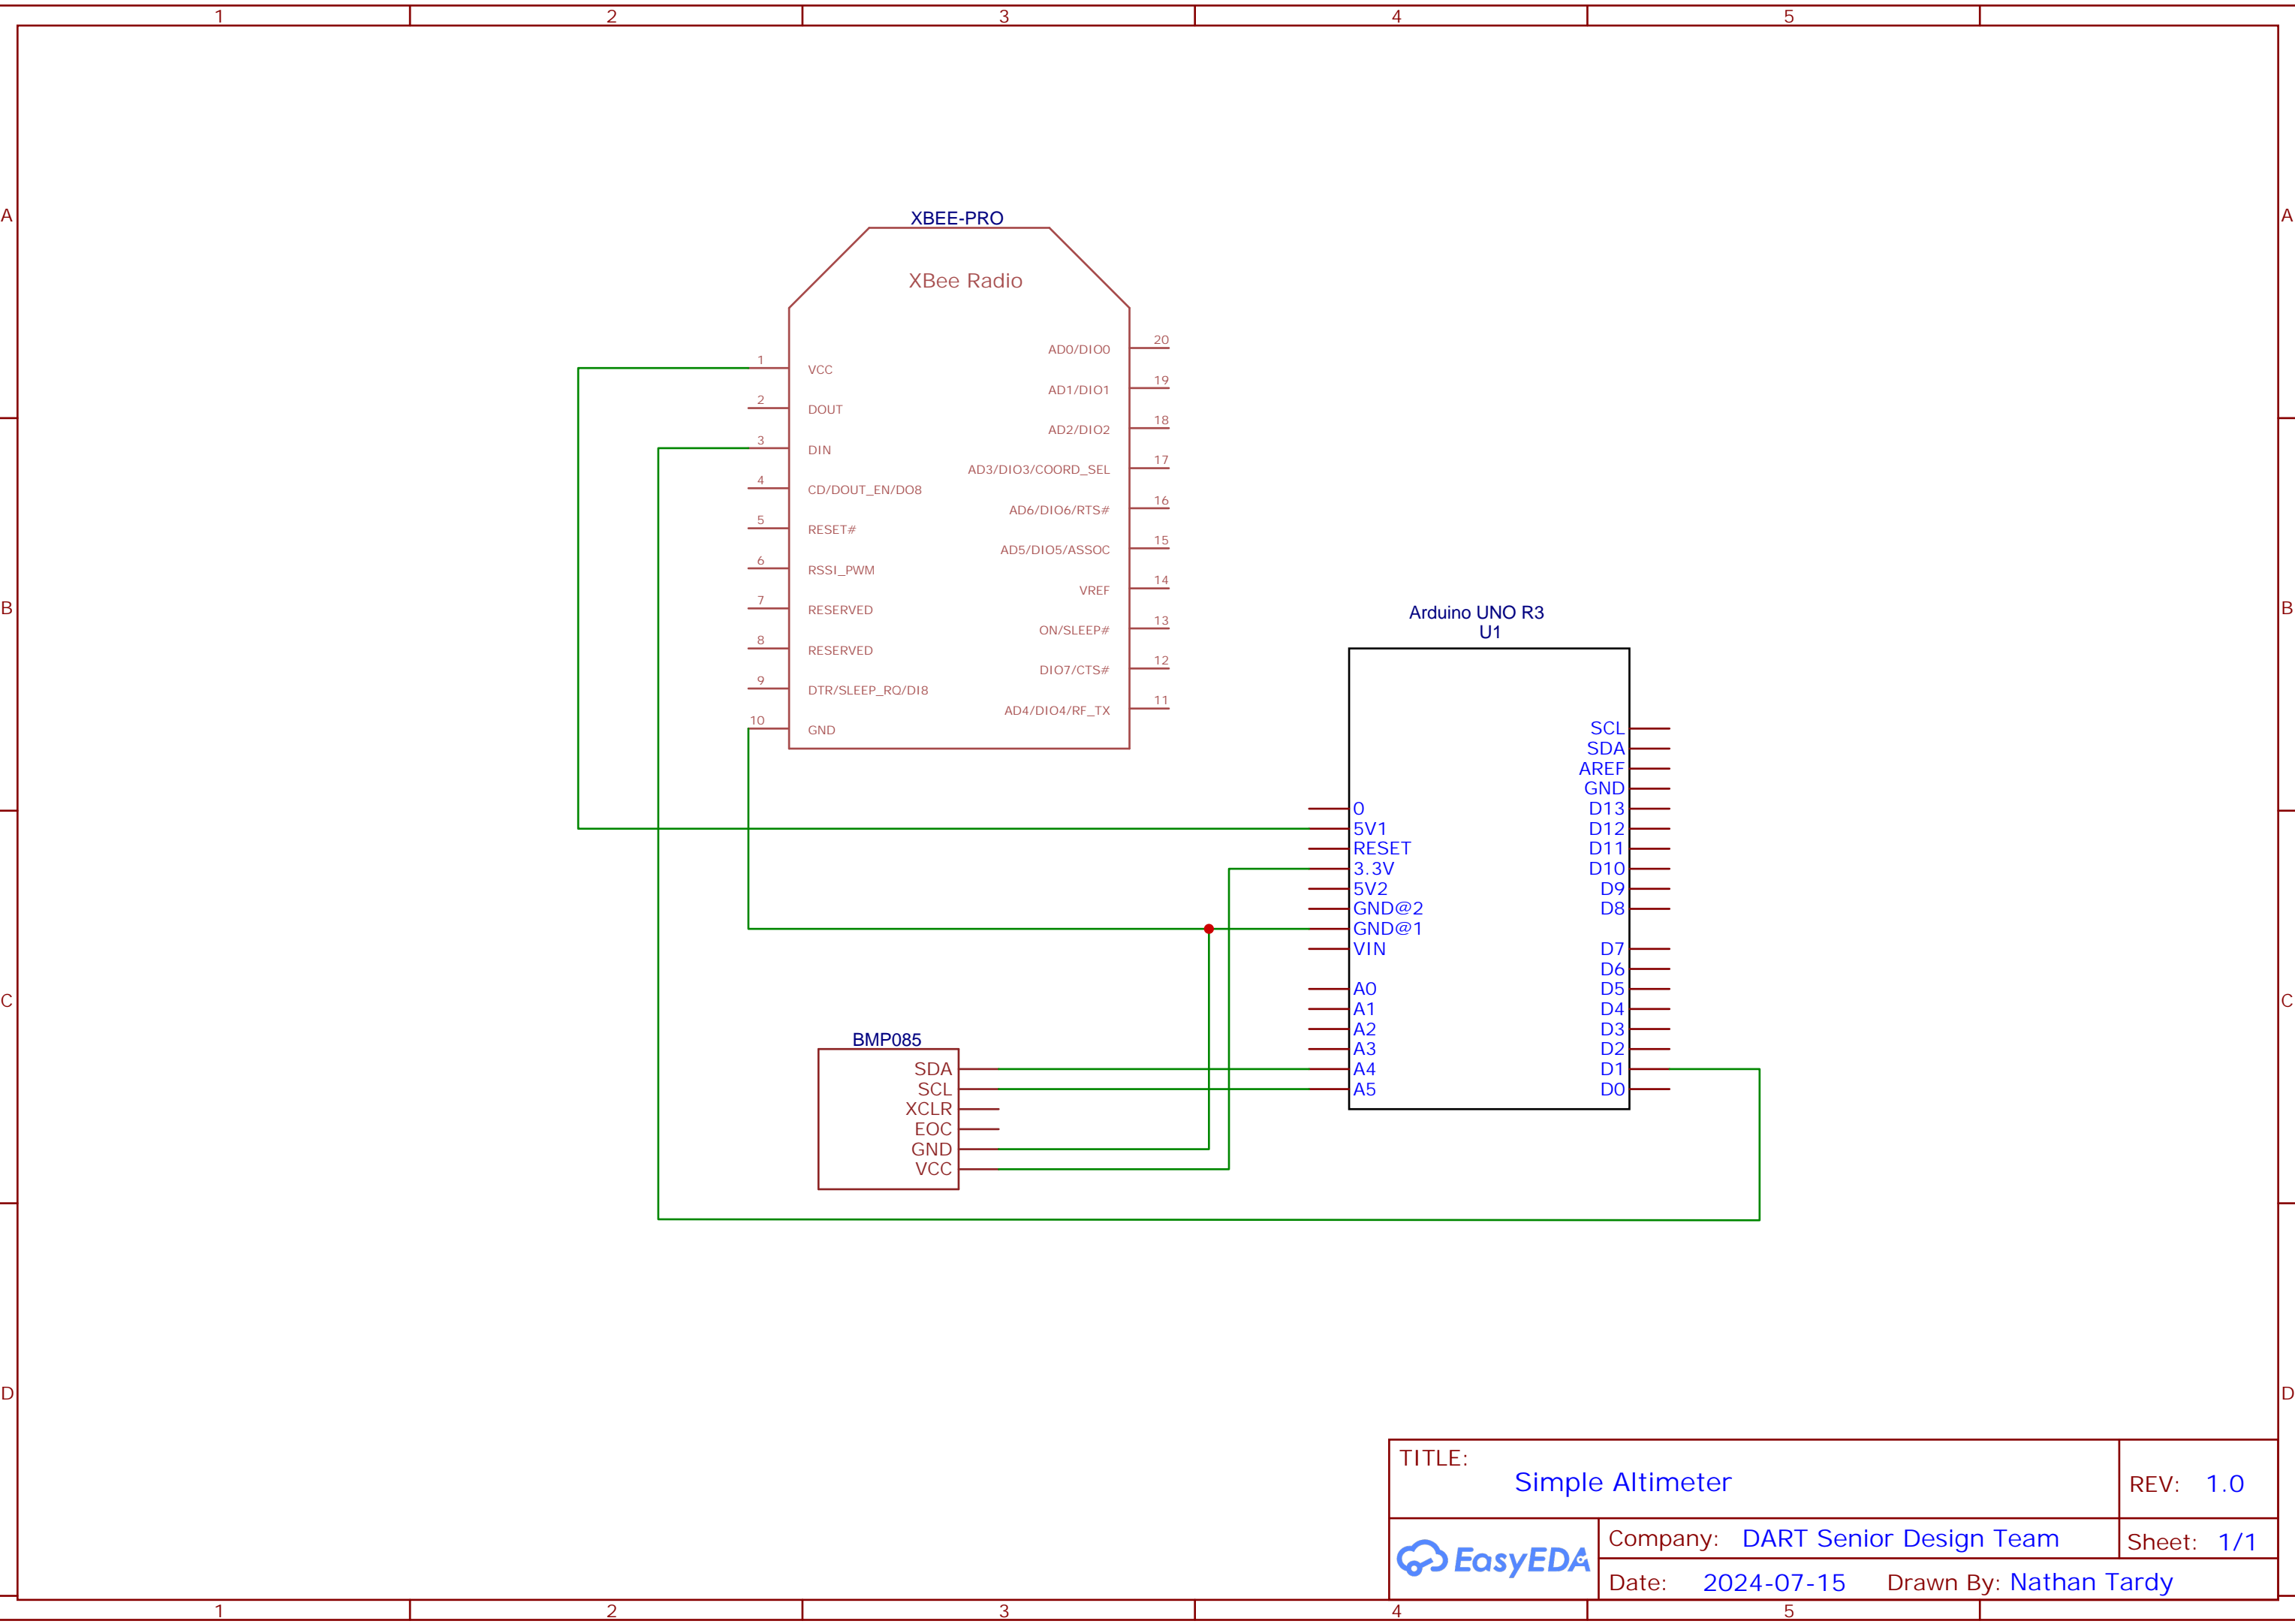 1 2 3 4 5
A A
B B
C C
D D
XBEE-PRO
XBee Radio
1 VCC
2 DOUT
3 DIN
4 CD/DOUT_EN/DO8
5 RESET#
6 RSSI_PWM
7 RESERVED
8 RESERVED
9 DTR/SLEEP_RQ/DI8
10 GND
AD0/DIO0 20
AD1/DIO1 19
AD2/DIO2 18
AD3/DIO3/COORD_SEL 17
AD6/DIO6/RTS# 16
AD5/DIO5/ASSOC 15
VREF 14
ON/SLEEP# 13
DIO7/CTS# 12
AD4/DIO4/RF_TX 11
Arduino UNO R3
U1
0
5V1
RESET
3.3V
5V2
GND@2
GND@1
VIN
A0
A1
A2
A3
A4
A5
SCL
SDA
AREF
GND
D13
D12
D11
D10
D9
D8
D7
D6
D5
D4
D3
D2
D1
D0
BMP085
SDA
SCL
XCLR
EOC
GND
VCC
TITLE:
Simple Altimeter
REV: 1.0
EasyEDA
Company: DART Senior Design Team
Sheet: 1/1
Date: 2024-07-15 Drawn By: Nathan Tardy
1 2 3 4 5